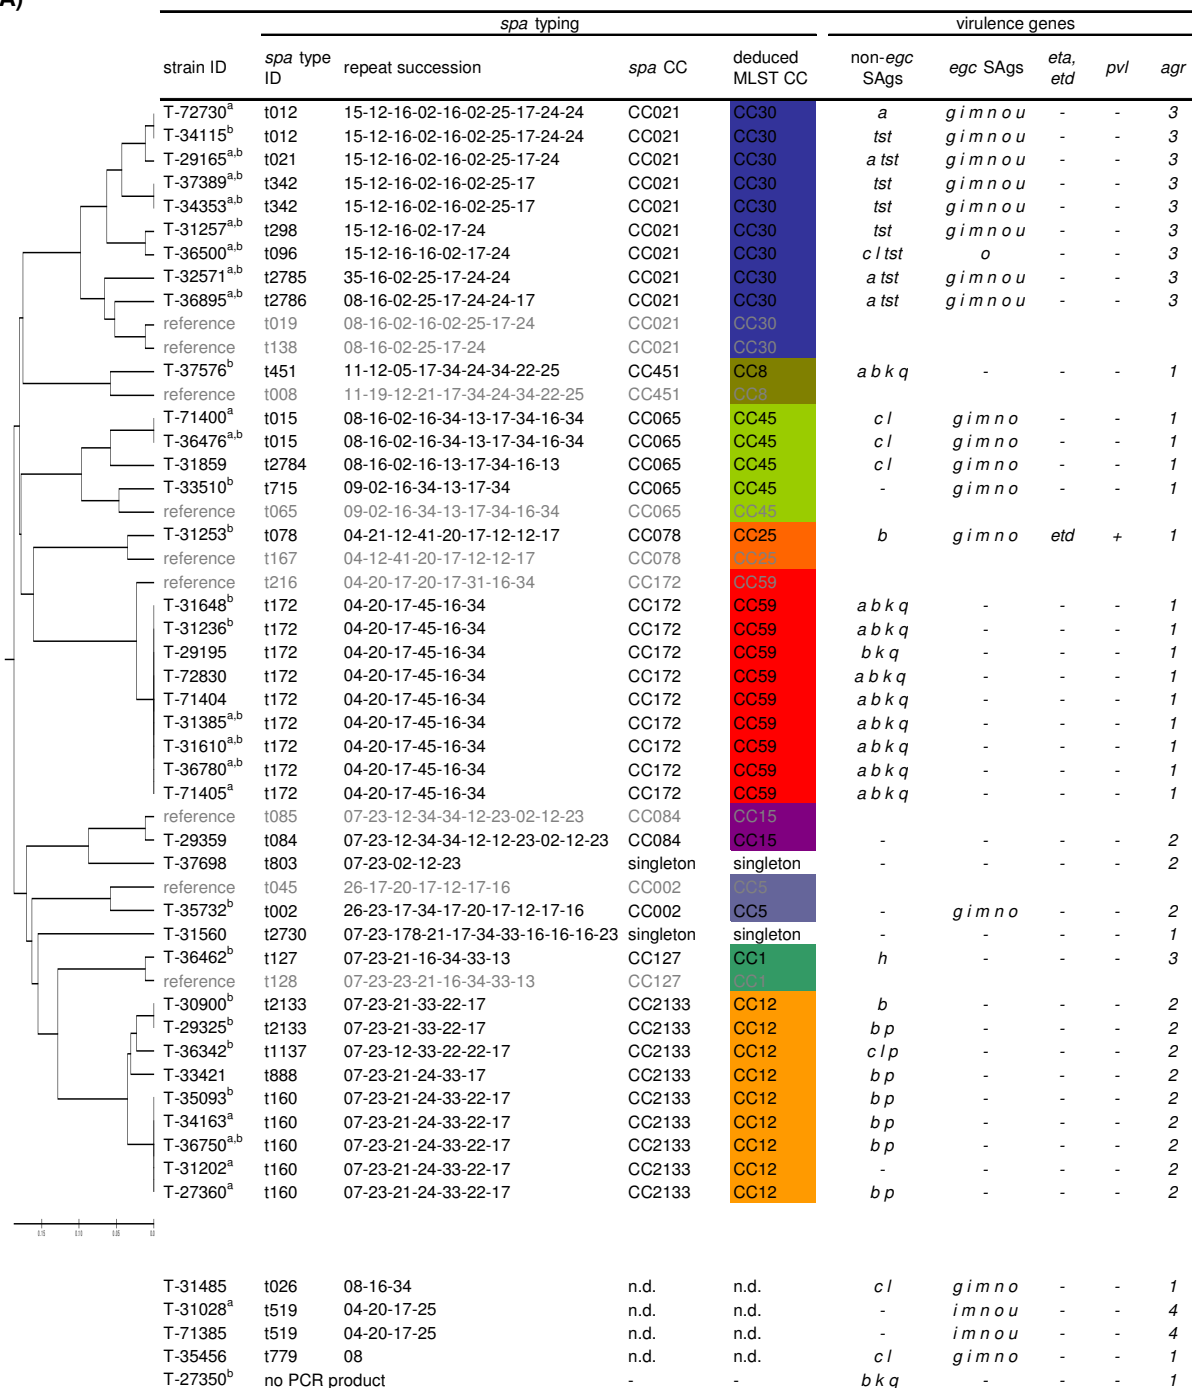 A)
spa typing virulence genes
strain ID spa type ID repeat succession spa CC deduced MLST CC non-egc SAgs egc SAgs eta, etd pvl agr
T-72730a t012 15-12-16-02-16-02-25-17-24-24 CC021 CC30 a g i m n o u - - 3
T-34115b t012 15-12-16-02-16-02-25-17-24-24 CC021 CC30 tst g i m n o u - - 3
T-29165a,b t021 15-12-16-02-16-02-25-17-24 CC021 CC30 a tst g i m n o u - - 3
T-37389a,b t342 15-12-16-02-16-02-25-17 CC021 CC30 tst g i m n o u - - 3
T-34353a,b t342 15-12-16-02-16-02-25-17 CC021 CC30 tst g i m n o u - - 3
T-31257a,b t298 15-12-16-02-17-24 CC021 CC30 tst g i m n o u - - 3
T-36500a,b t096 15-12-16-16-02-17-24 CC021 CC30 c l tst o - - 3
T-32571a,b t2785 35-16-02-25-17-24-24 CC021 CC30 a tst g i m n o u - - 3
T-36895a,b t2786 08-16-02-25-17-24-24-17 CC021 CC30 a tst g i m n o u - - 3
reference t019 08-16-02-16-02-25-17-24 CC021 CC30
reference t138 08-16-02-25-17-24 CC021 CC30
T-37576b t451 11-12-05-17-34-24-34-22-25 CC451 CC8 a b k q - - - 1
reference t008 11-19-12-21-17-34-24-34-22-25 CC451 CC8
T-71400a t015 08-16-02-16-34-13-17-34-16-34 CC065 CC45 c l g i m n o - - 1
T-36476a,b t015 08-16-02-16-34-13-17-34-16-34 CC065 CC45 c l g i m n o - - 1
T-31859 t2784 08-16-02-16-13-17-34-16-13 CC065 CC45 c l g i m n o - - 1
T-33510b t715 09-02-16-34-13-17-34 CC065 CC45 - g i m n o - - 1
reference t065 09-02-16-34-13-17-34-16-34 CC065 CC45
T-31253b t078 04-21-12-41-20-17-12-12-17 CC078 CC25 b g i m n o etd + 1
reference t167 04-12-41-20-17-12-12-17 CC078 CC25
reference t216 04-20-17-20-17-31-16-34 CC172 CC59
T-31648b t172 04-20-17-45-16-34 CC172 CC59 a b k q - - - 1
T-31236b t172 04-20-17-45-16-34 CC172 CC59 a b k q - - - 1
T-29195 t172 04-20-17-45-16-34 CC172 CC59 b k q - - - 1
T-72830 t172 04-20-17-45-16-34 CC172 CC59 a b k q - - - 1
T-71404 t172 04-20-17-45-16-34 CC172 CC59 a b k q - - - 1
T-31385a,b t172 04-20-17-45-16-34 CC172 CC59 a b k q - - - 1
T-31610a,b t172 04-20-17-45-16-34 CC172 CC59 a b k q - - - 1
T-36780a,b t172 04-20-17-45-16-34 CC172 CC59 a b k q - - - 1
T-71405a t172 04-20-17-45-16-34 CC172 CC59 a b k q - - - 1
reference t085 07-23-12-34-34-12-23-02-12-23 CC084 CC15
T-29359 t084 07-23-12-34-34-12-12-23-02-12-23 CC084 CC15 - - - - 2
T-37698 t803 07-23-02-12-23 singleton singleton - - - - 2
reference t045 26-17-20-17-12-17-16 CC002 CC5
T-35732b t002 26-23-17-34-17-20-17-12-17-16 CC002 CC5 - g i m n o - - 2
T-31560 t2730 07-23-178-21-17-34-33-16-16-16-23 singleton singleton - - - - 1
T-36462b t127 07-23-21-16-34-33-13 CC127 CC1 h - - - 3
reference t128 07-23-23-21-16-34-33-13 CC127 CC1
T-30900b t2133 07-23-21-33-22-17 CC2133 CC12 b - - - 2
T-29325b t2133 07-23-21-33-22-17 CC2133 CC12 b p - - - 2
T-36342b t1137 07-23-12-33-22-22-17 CC2133 CC12 c l p - - - 2
T-33421 t888 07-23-21-24-33-17 CC2133 CC12 b p - - - 2
T-35093b t160 07-23-21-24-33-22-17 CC2133 CC12 b p - - - 2
T-34163a t160 07-23-21-24-33-22-17 CC2133 CC12 b p - - - 2
T-36750a,b t160 07-23-21-24-33-22-17 CC2133 CC12 b p - - - 2
T-31202a t160 07-23-21-24-33-22-17 CC2133 CC12 - - - - 2
T-27360a t160 07-23-21-24-33-22-17 CC2133 CC12 b p - - - 2
0.15 0.10 0.05 0.0
T-31485 t026 08-16-34 n.d. n.d. c l g i m n o - - 1
T-31028a t519 04-20-17-25 n.d. n.d. - i m n o u - - 4
T-71385 t519 04-20-17-25 n.d. n.d. - i m n o u - - 4
T-35456 t779 08 n.d. n.d. c l g i m n o - - 1
T-27350b no PCR product - - b k q - - - 1